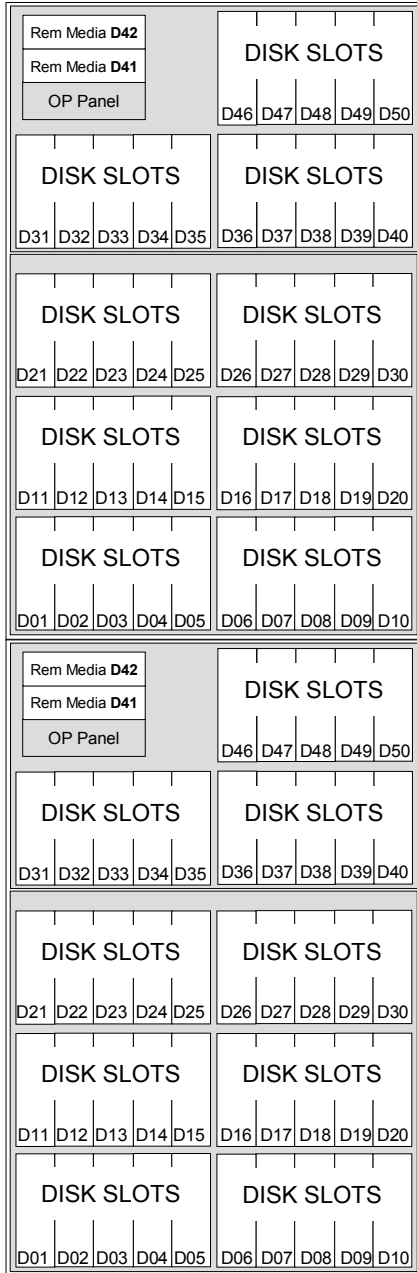 Rem Media D42
Rem Media D41
OP Panel
DISK SLOTS
D46 D47 D48 D49 D50
DISK SLOTS DISK SLOTS
D31 D32 D33 D34 D35 D36 D37 D38 D39 D40
DISK SLOTS DISK SLOTS
D21 D22 D23 D24 D25 D26 D27 D28 D29 D30
DISK SLOTS DISK SLOTS
D11 D12 D13 D14 D15 D16 D17 D18 D19 D20
DISK SLOTS DISK SLOTS
D01 D02 D03 D04 D05 D06 D07 D08 D09 D10
Rem Media D42
Rem Media D41
OP Panel
DISK SLOTS
D46 D47 D48 D49 D50
DISK SLOTS DISK SLOTS
D31 D32 D33 D34 D35 D36 D37 D38 D39 D40
DISK SLOTS DISK SLOTS
D21 D22 D23 D24 D25 D26 D27 D28 D29 D30
DISK SLOTS DISK SLOTS
D11 D12 D13 D14 D15 D16 D17 D18 D19 D20
DISK SLOTS DISK SLOTS
D01 D02 D03 D04 D05 D06 D07 D08 D09 D10